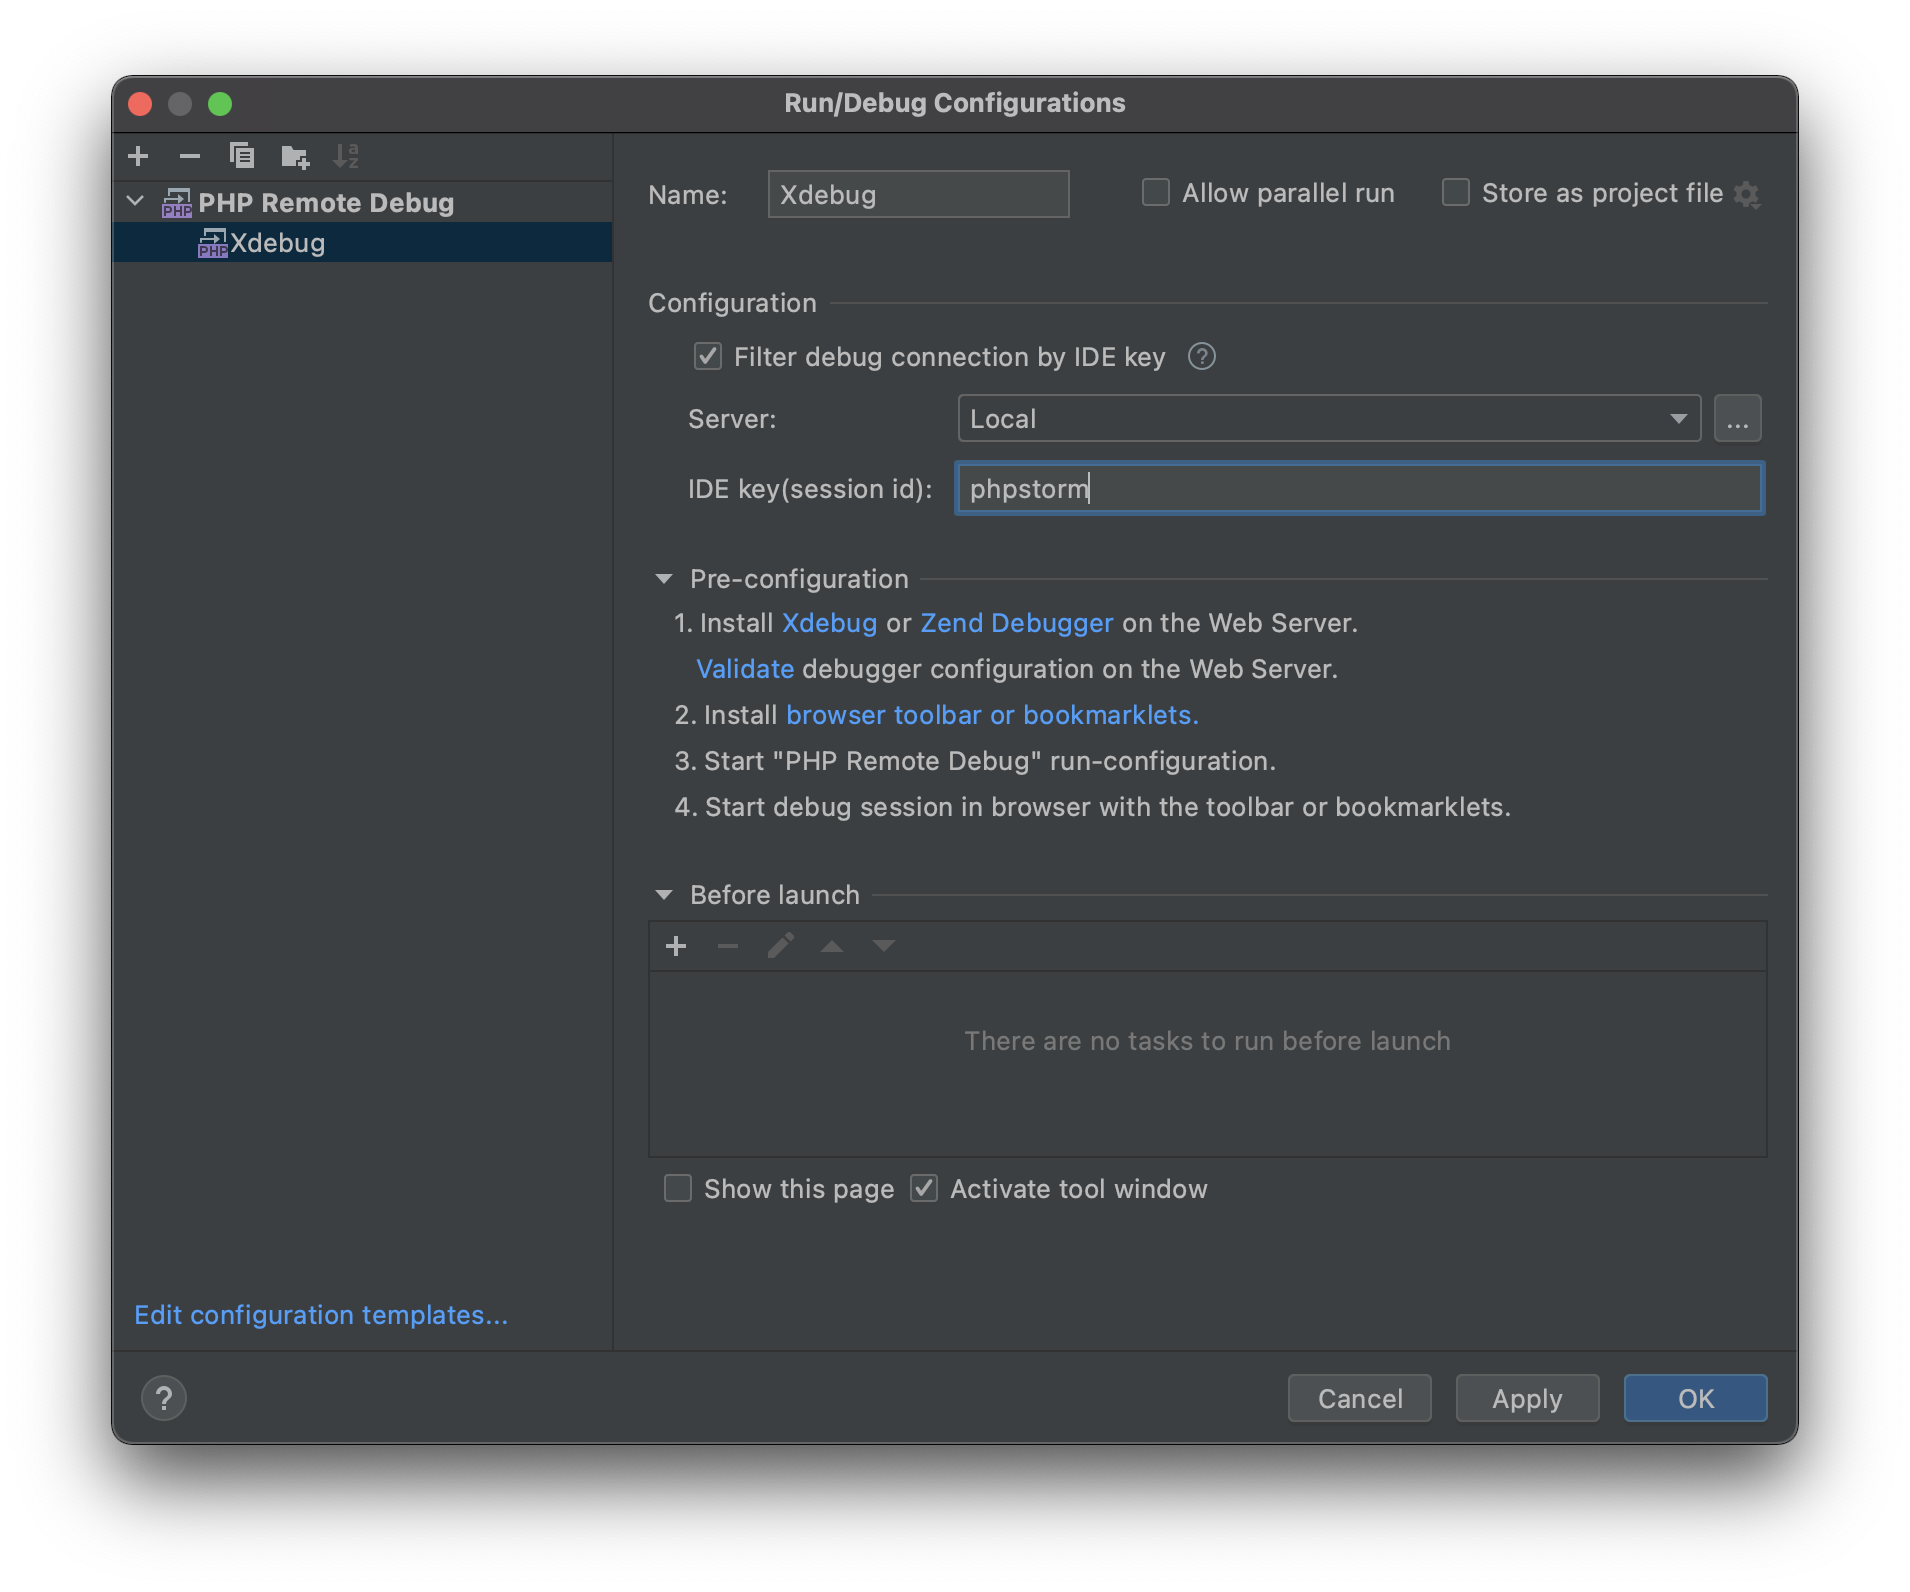 Run/Debug Configurations
PHP Remote Debug
Xdebug
Name: Xdebug Allow parallel run Store as project file
Configuration
Filter debug connection by IDE key ?
Server: Local ...
IDE key(session id): phpstorm
Pre-configuration
1. Install Xdebug or Zend Debugger on the Web Server.
Validate debugger configuration on the Web Server.
2. Install browser toolbar or bookmarklets.
3. Start "PHP Remote Debug" run-configuration.
4. Start debug session in browser with the toolbar or bookmarklets.
Before launch
There are no tasks to run before launch
Show this page Activate tool window
Edit configuration templates...
? Cancel Apply OK